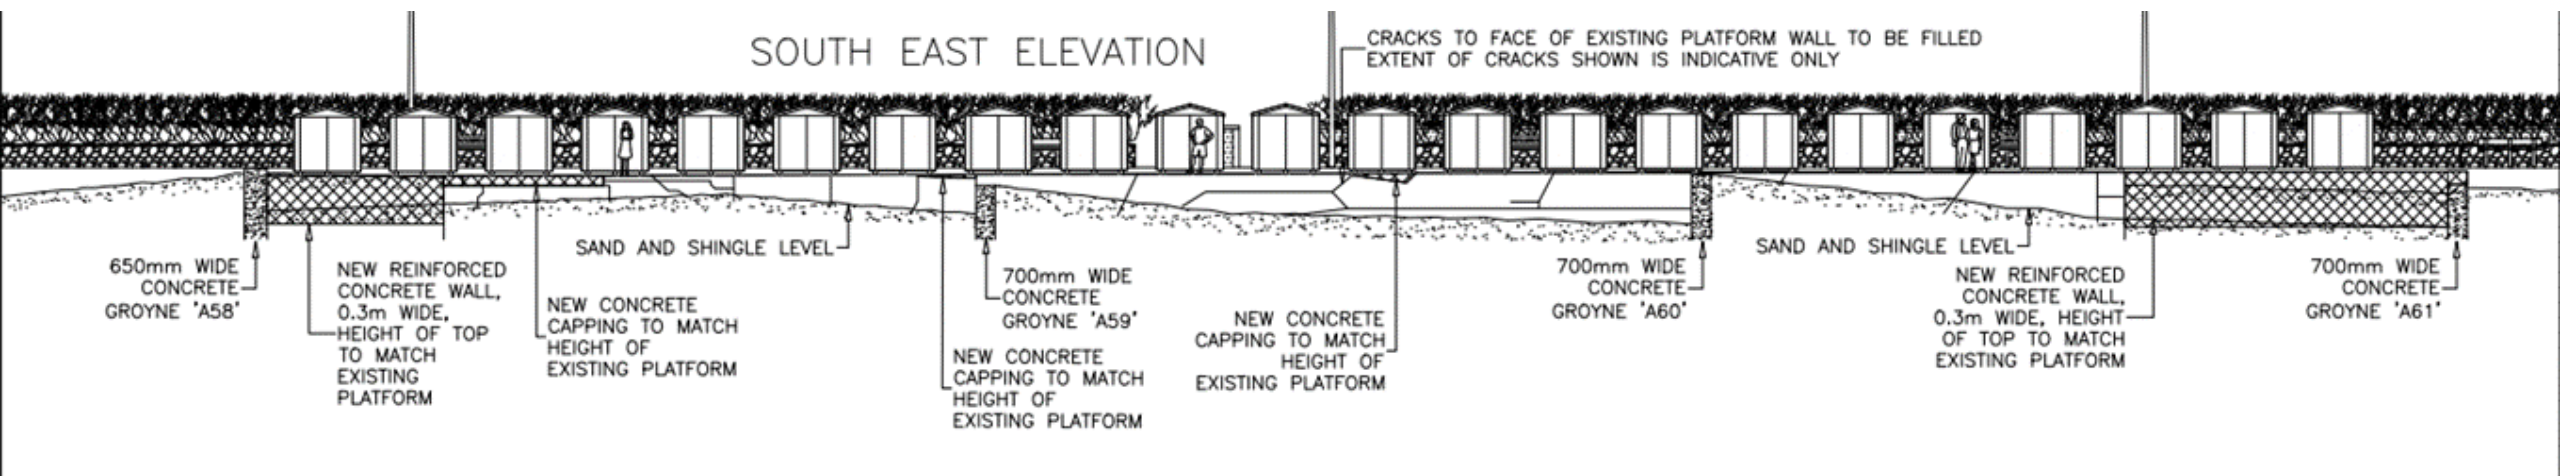 SOUTH EAST ELEVATION
CRACKS TO FACE OF EXISTING PLATFORM WALL TO BE FILLED
EXTENT OF CRACKS SHOWN IS INDICATIVE ONLY
650mm WIDE
CONCRETE
GROYNE 'A58'
NEW REINFORCED
CONCRETE WALL,
0.3m WIDE,
HEIGHT OF TOP
TO MATCH
EXISTING
PLATFORM
NEW CONCRETE
CAPPING TO MATCH
HEIGHT OF
EXISTING PLATFORM
SAND AND SHINGLE LEVEL
700mm WIDE
CONCRETE
GROYNE 'A59'
NEW CONCRETE
CAPPING TO MATCH
HEIGHT OF
EXISTING PLATFORM
NEW CONCRETE
CAPPING TO MATCH
HEIGHT OF
EXISTING PLATFORM
700mm WIDE
CONCRETE
GROYNE 'A60'
SAND AND SHINGLE LEVEL
NEW REINFORCED
CONCRETE WALL,
0.3m WIDE, HEIGHT
OF TOP TO MATCH
EXISTING PLATFORM
700mm WIDE
CONCRETE
GROYNE 'A61'